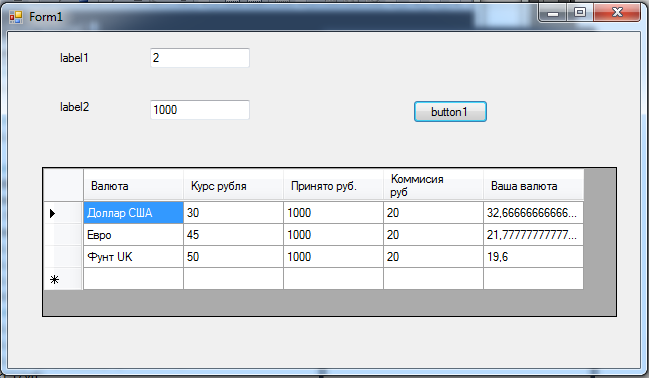 Form1
label1 2
label2 1000 button1
Валюта Курс рубля Принято руб. Коммисия руб Ваша валюта
Доллар США 30 1000 20 32,66666666666...
Евро 45 1000 20 21,77777777777...
Фунт UK 50 1000 20 19,6